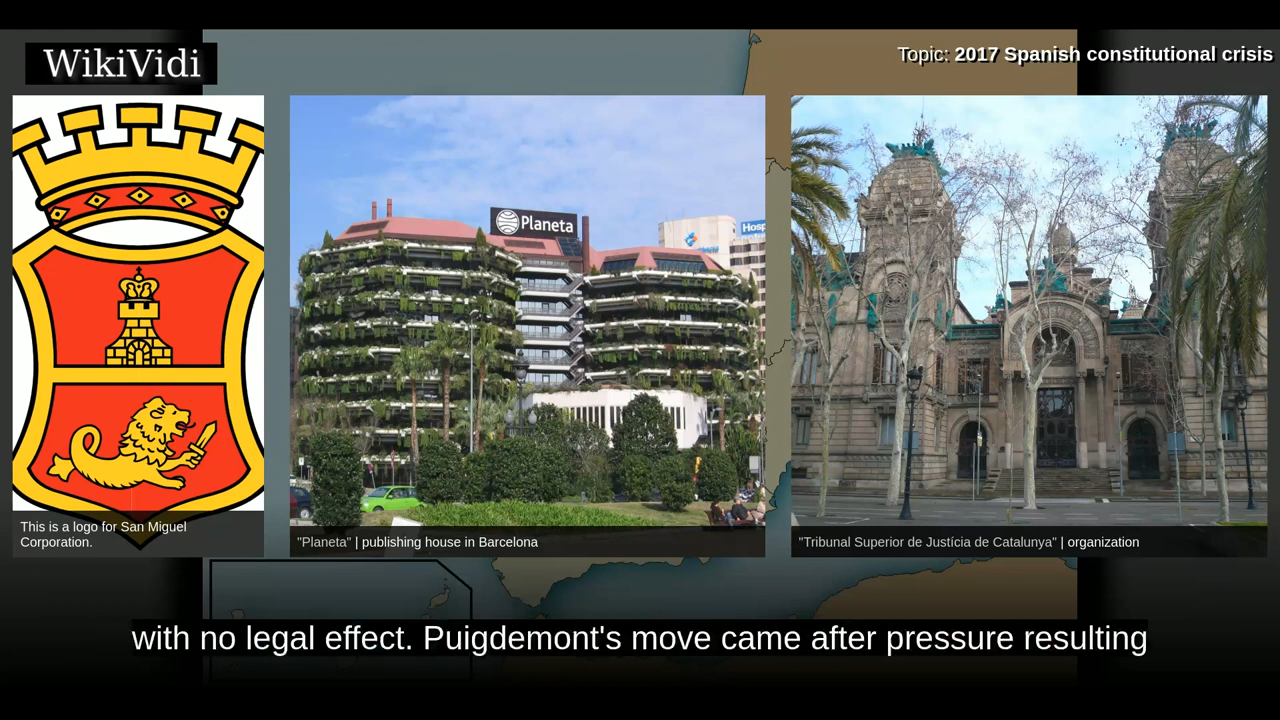 WikiVidi
Topic: 2017 Spanish constitutional crisis
Planeta
Hosp
This is a logo for San Miguel
Corporation.
"Planeta" | publishing house in Barcelona
"Tribunal Superior de Justícia de Catalunya" | organization
with no legal effect. Puigdemont's move came after pressure resulting